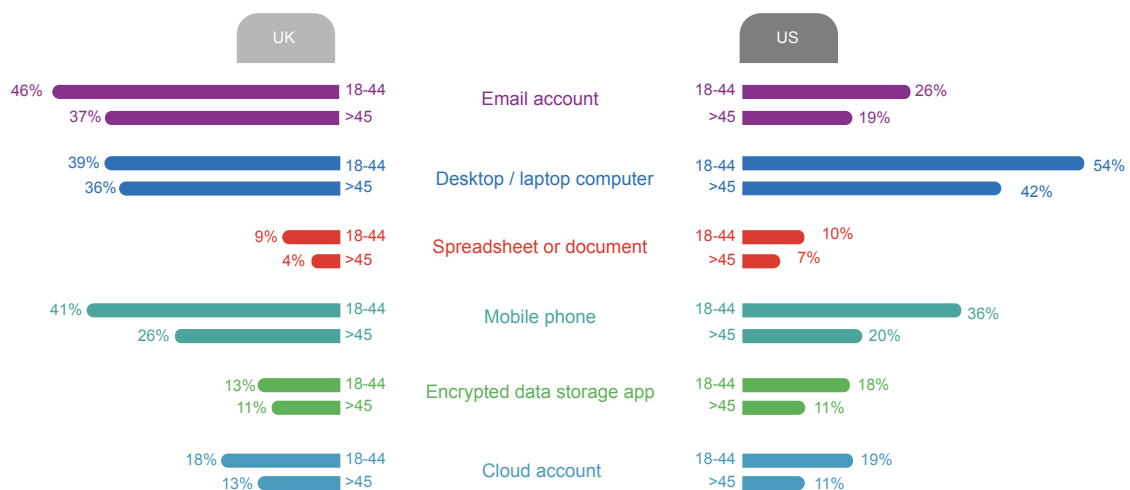 UK
US
46% 18-44 Email account 18-44 26%
37% >45 >45 19%
39% 18-44 Desktop / laptop computer 18-44 54%
36% >45 >45 42%
9% 18-44 Spreadsheet or document 18-44 10%
4% >45 >45 7%
41% 18-44 Mobile phone 18-44 36%
26% >45 >45 20%
13% 18-44 Encrypted data storage app 18-44 18%
11% >45 >45 11%
18% 18-44 Cloud account 18-44 19%
13% >45 >45 11%